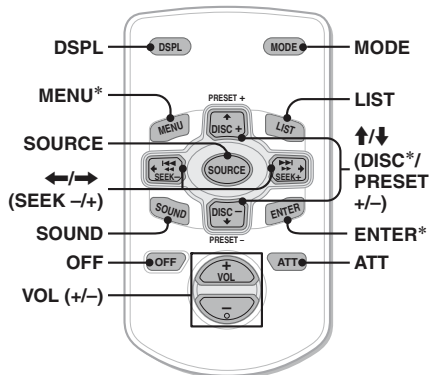 DSPL
DSPL
MODE
MODE
MENU*
MENU
PRESET +
DISC +
LIST
LIST
SOURCE
SOURCE
←/→
(SEEK –/+)
SEEK–
SEEK+
↑/↓
(DISC*/
PRESET
+/–)
SOUND
SOUND
DISC –
PRESET –
ENTER
ENTER*
OFF
OFF
ATT
ATT
VOL (+/–)
+
VOL
–